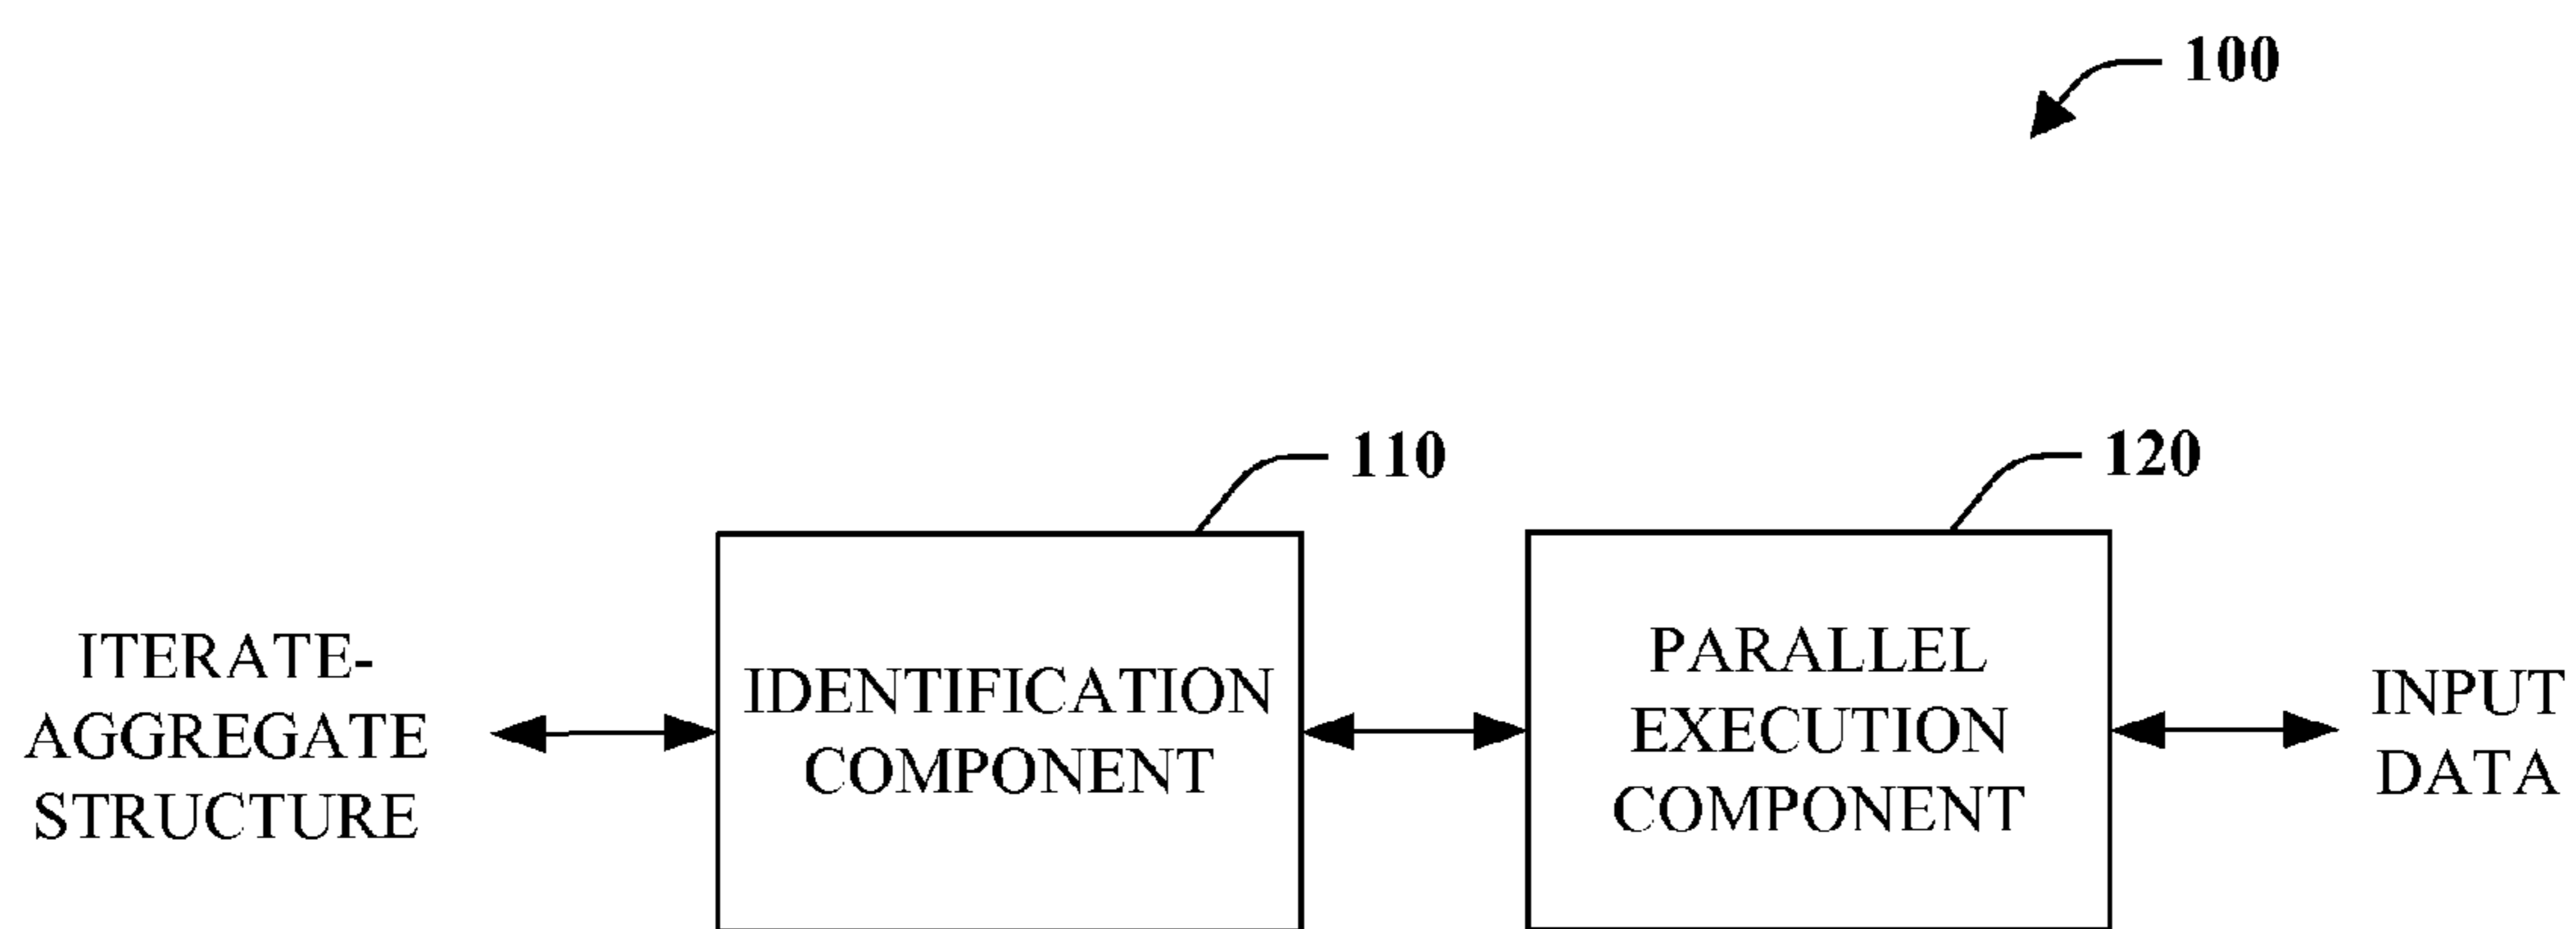 100
110
120
ITERATE-
AGGREGATE
STRUCTURE
IDENTIFICATION
COMPONENT
PARALLEL
EXECUTION
COMPONENT
INPUT
DATA